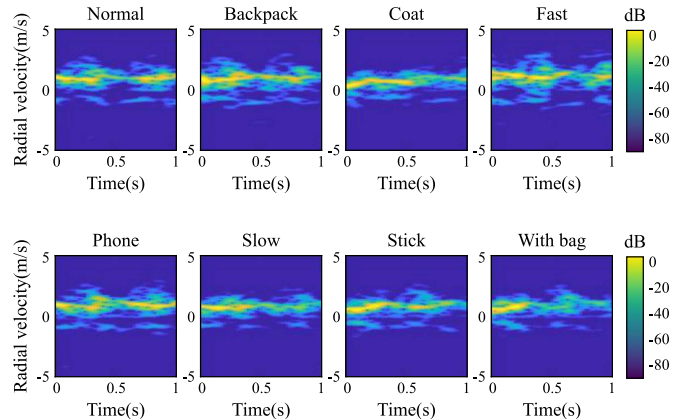 Normal Backpack Coat Fast dB
Radial velocity(m/s)
5 5 5 5 0
-20
0 0 0 0 -40
-60
-80
-5 -5 -5 -5
0 0.5 1 0 0.5 1 0 0.5 1 0 0.5 1
Time(s) Time(s) Time(s) Time(s)
Phone Slow Stick With bag dB
Radial velocity(m/s)
5 5 5 5 0
-20
0 0 0 0 -40
-60
-80
-5 -5 -5 -5
0 0.5 1 0 0.5 1 0 0.5 1 0 0.5 1
Time(s) Time(s) Time(s) Time(s)